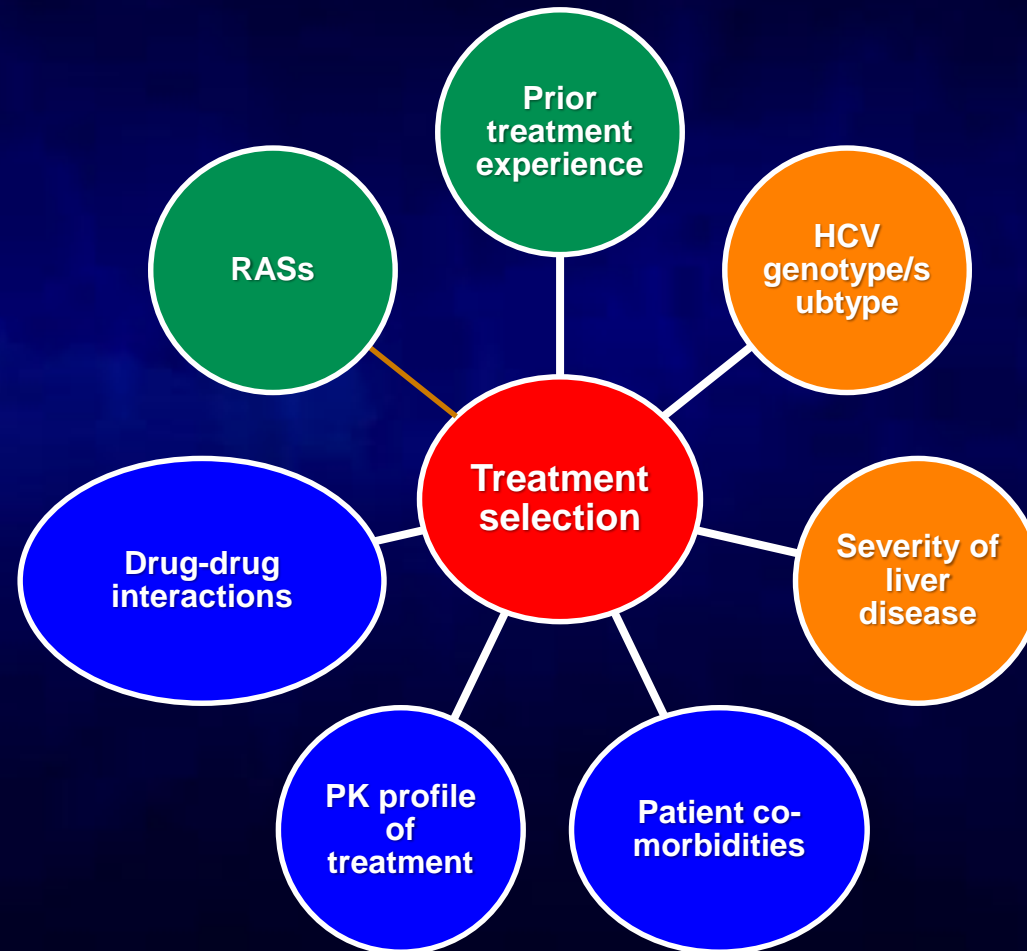 Prior
treatment
experience
RASs
HCV
genotype/s
ubtype
Treatment
selection
Drug-drug
interactions
Severity of
liver
disease
PK profile
of
treatment
Patient co-
morbidities